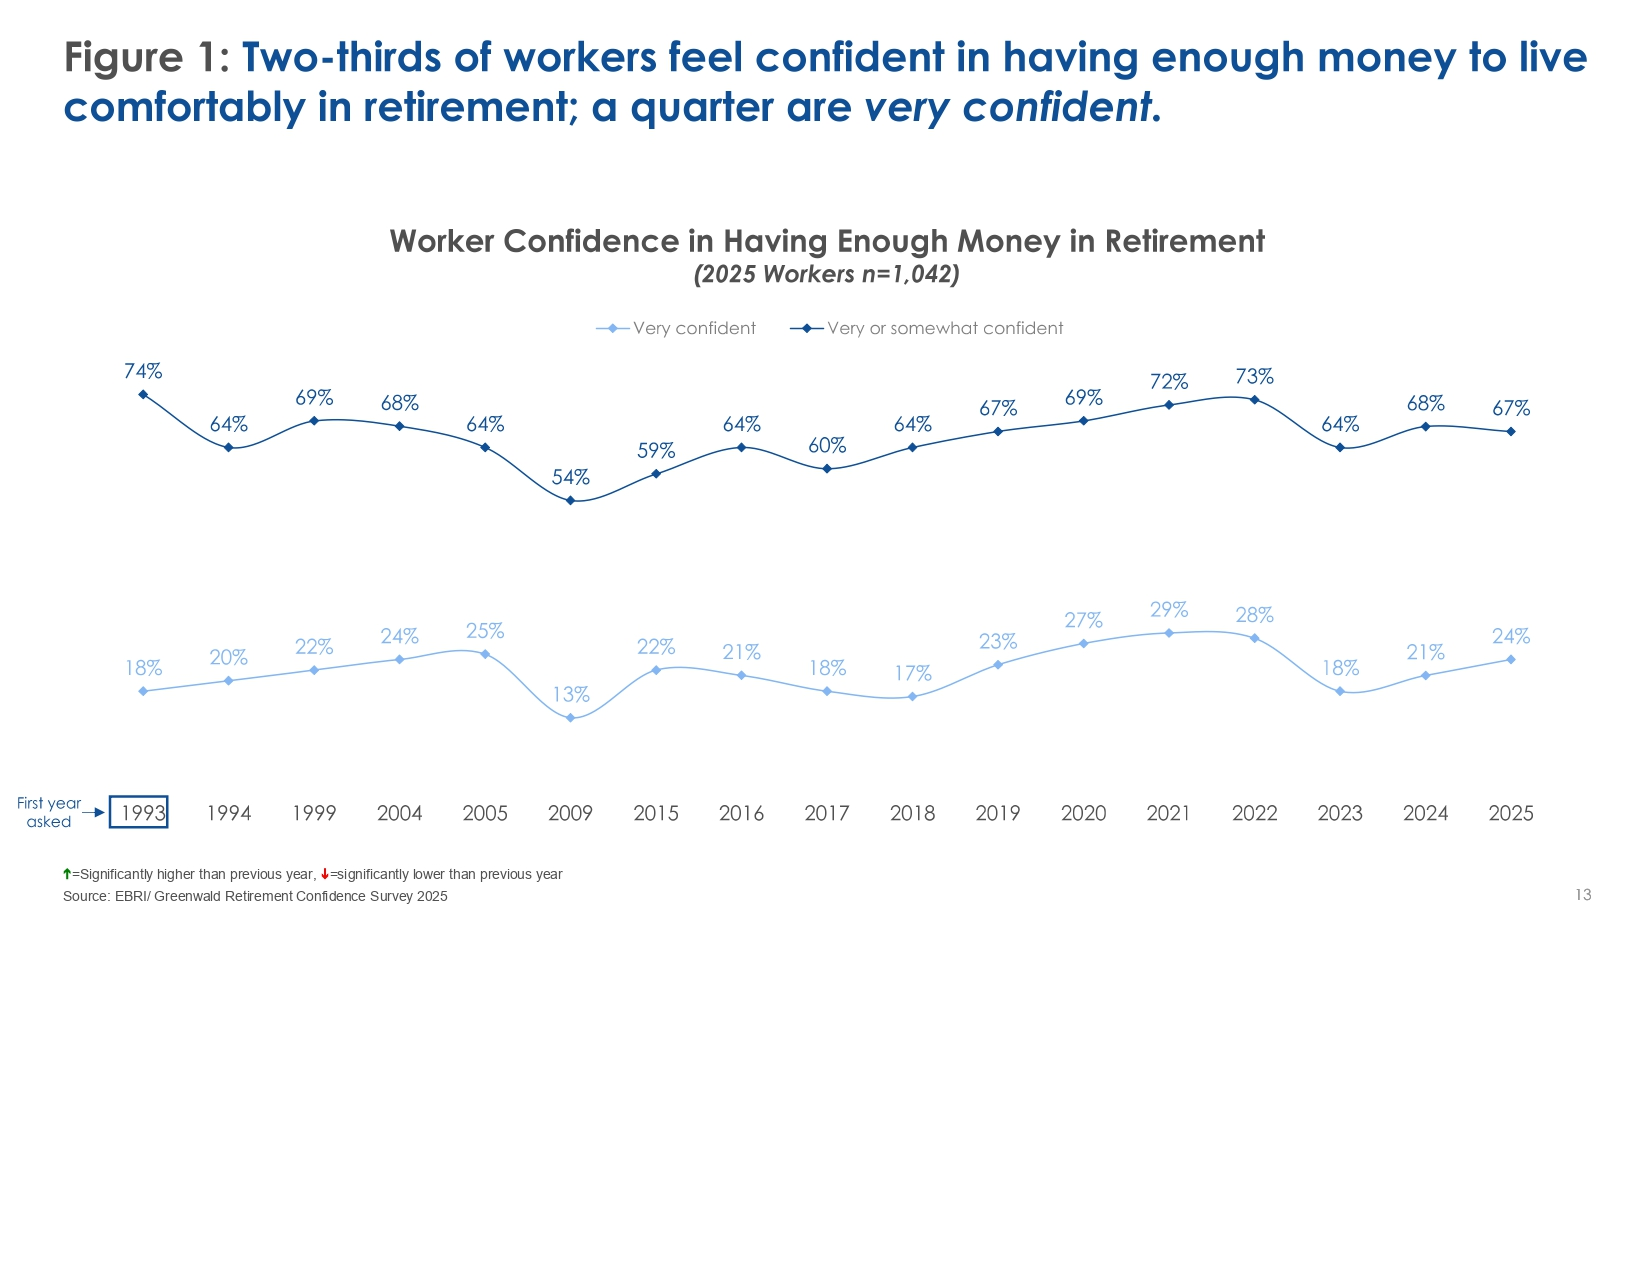 Figure 1: Two-thirds of workers feel confident in having enough money to live
comfortably in retirement; a quarter are very confident.
Worker Confidence in Having Enough Money in Retirement
(2025 Workers n=1,042)
Very confident Very or somewhat confident
74% 64% 69% 68% 64% 54% 59% 64% 60% 64% 67% 69% 72% 73% 64% 68% 67%
18% 20% 22% 24% 25% 13% 22% 21% 18% 17% 23% 27% 29% 28% 18% 21% 24%
First year
asked
1993 1994 1999 2004 2005 2009 2015 2016 2017 2018 2019 2020 2021 2022 2023 2024 2025
↑=Significantly higher than previous year, ↓=significantly lower than previous year
Source: EBRI/ Greenwald Retirement Confidence Survey 2025
13